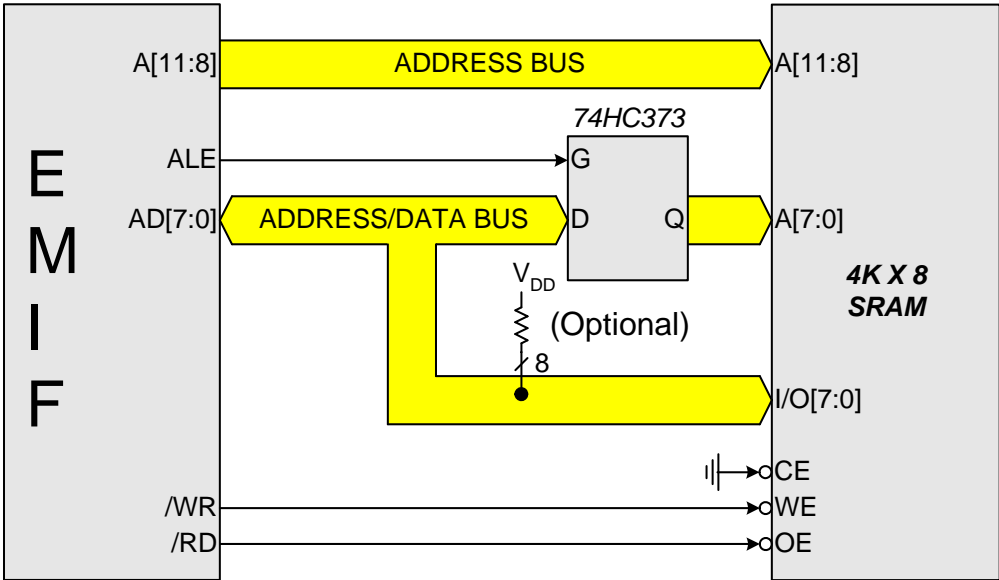 A[11:8]
ADDRESS BUS
A[11:8]
74HC373
ALE
G
E
M
I
F
AD[7:0]
ADDRESS/DATA BUS
D
Q
A[7:0]
4K X 8
SRAM
VDD
(Optional)
8
I/O[7:0]
CE
/WR
WE
/RD
OE